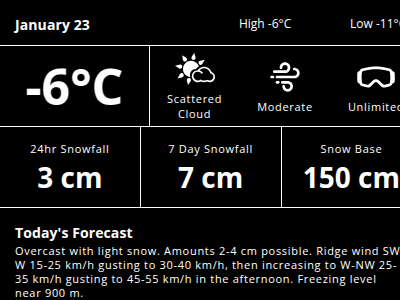 January 23 High -6°C Low -11°
-6°C
Scattered Cloud Moderate Unlimited
24hr Snowfall 7 Day Snowfall Snow Base
3 cm 7 cm 150 cm
Today's Forecast
Overcast with light snow. Amounts 2-4 cm possible. Ridge wind SW-
W 15-25 km/h gusting to 30-40 km/h, then increasing to W-NW 25-
35 km/h gusting to 45-55 km/h in the afternoon. Freezing level
near 900 m.